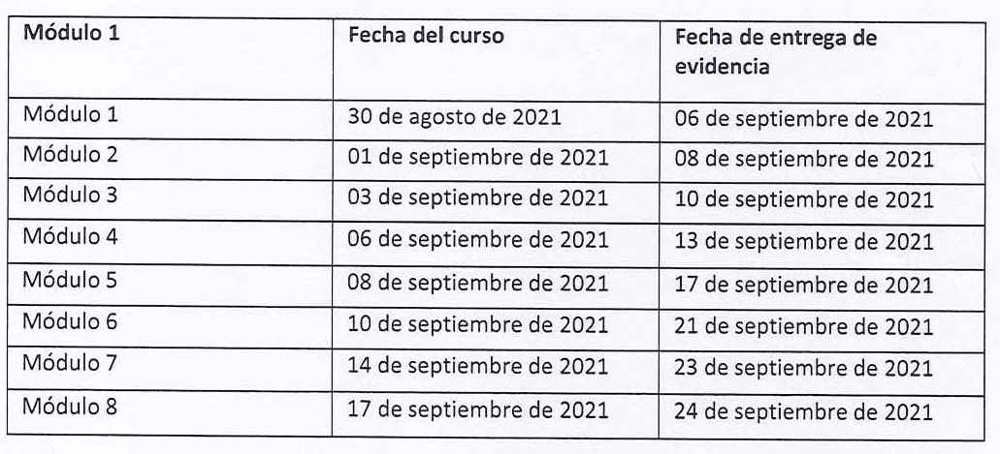 Módulo 1 Fecha del curso Fecha de entrega de
evidencia
Módulo 1 30 de agosto de 2021 06 de septiembre de 2021
Módulo 2 01 de septiembre de 2021 08 de septiembre de 2021
Módulo 3 03 de septiembre de 2021 10 de septiembre de 2021
Módulo 4 06 de septiembre de 2021 13 de septiembre de 2021
Módulo 5 08 de septiembre de 2021 17 de septiembre de 2021
Módulo 6 10 de septiembre de 2021 21 de septiembre de 2021
Módulo 7 14 de septiembre de 2021 23 de septiembre de 2021
Módulo 8 17 de septiembre de 2021 24 de septiembre de 2021